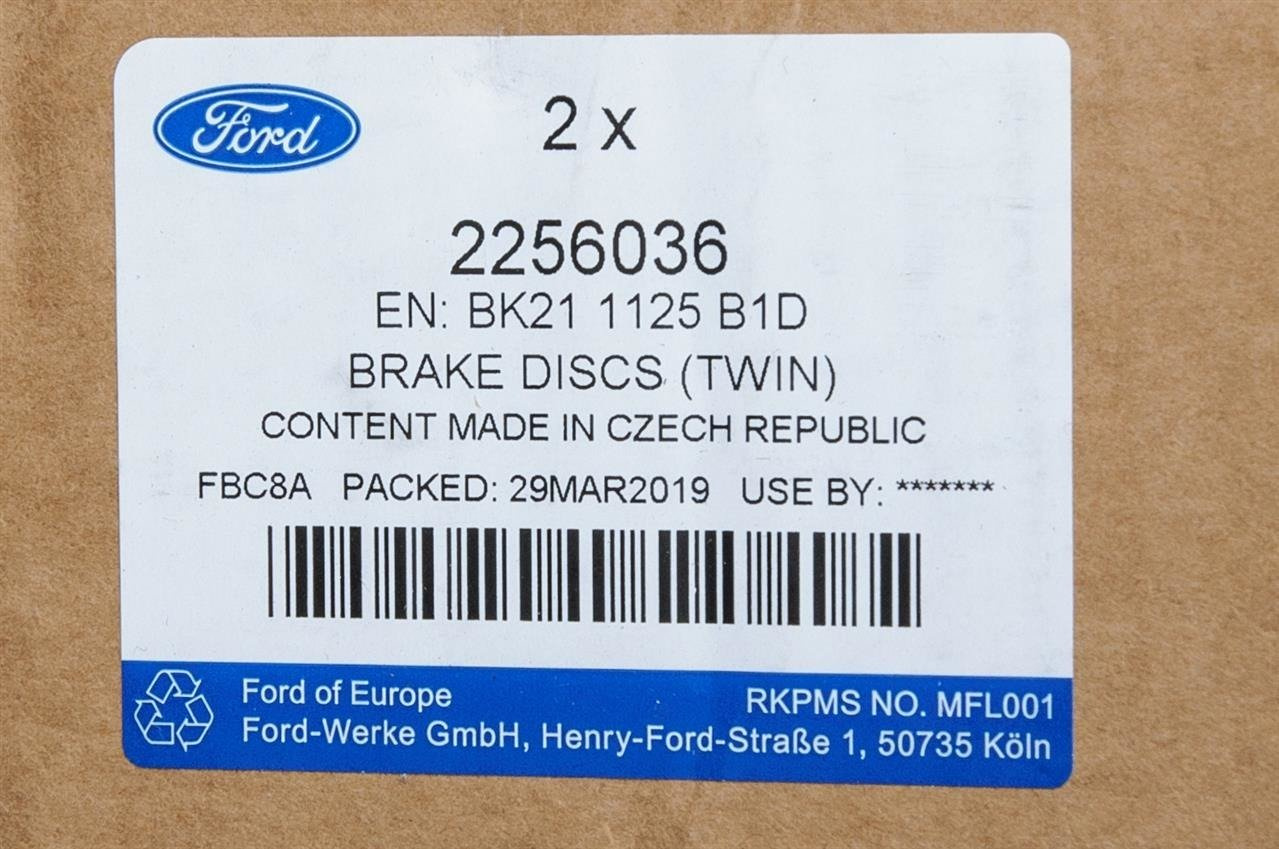 Ford
2 x
2256036
EN: BK21 1125 B1D
BRAKE DISCS (TWIN)
CONTENT MADE IN CZECH REPUBLIC
FBC8A PACKED: 29MAR2019 USE BY: *******
Ford of Europe RKPMS NO. MFL001
Ford-Werke GmbH, Henry-Ford-Straße 1, 50735 Köln